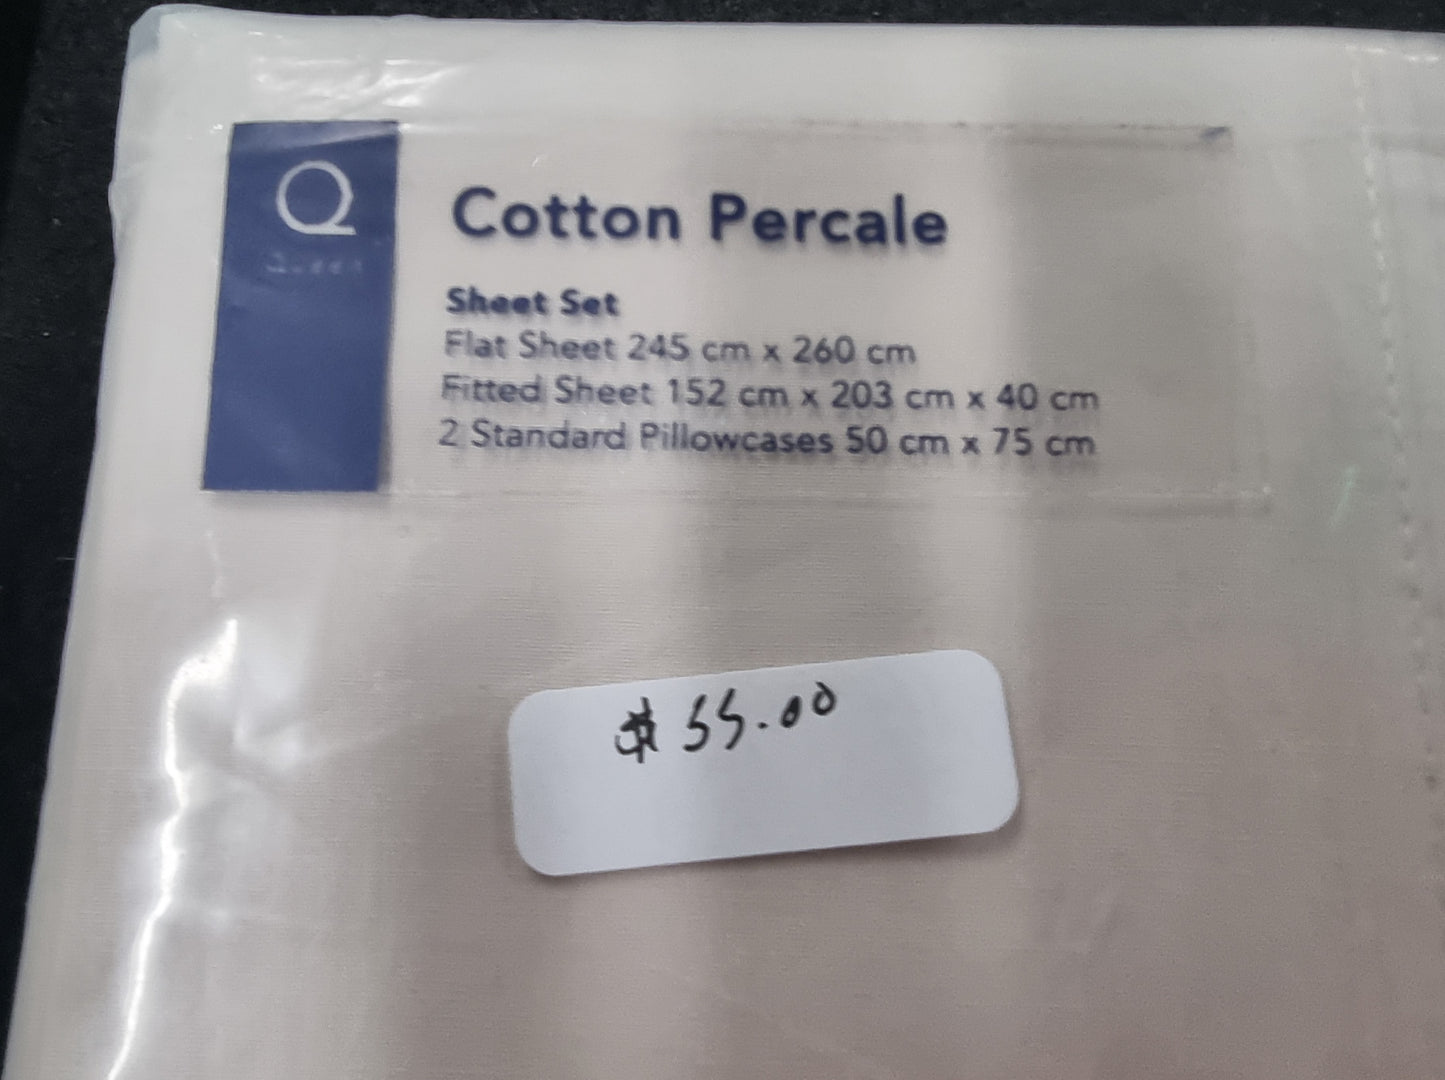 Q
Queen
Cotton Percale
Sheet Set
Flat Sheet 245 cm x 260 cm
Fitted Sheet 152 cm x 203 cm x 40 cm
2 Standard Pillowcases 50 cm x 75 cm
$ 55.00